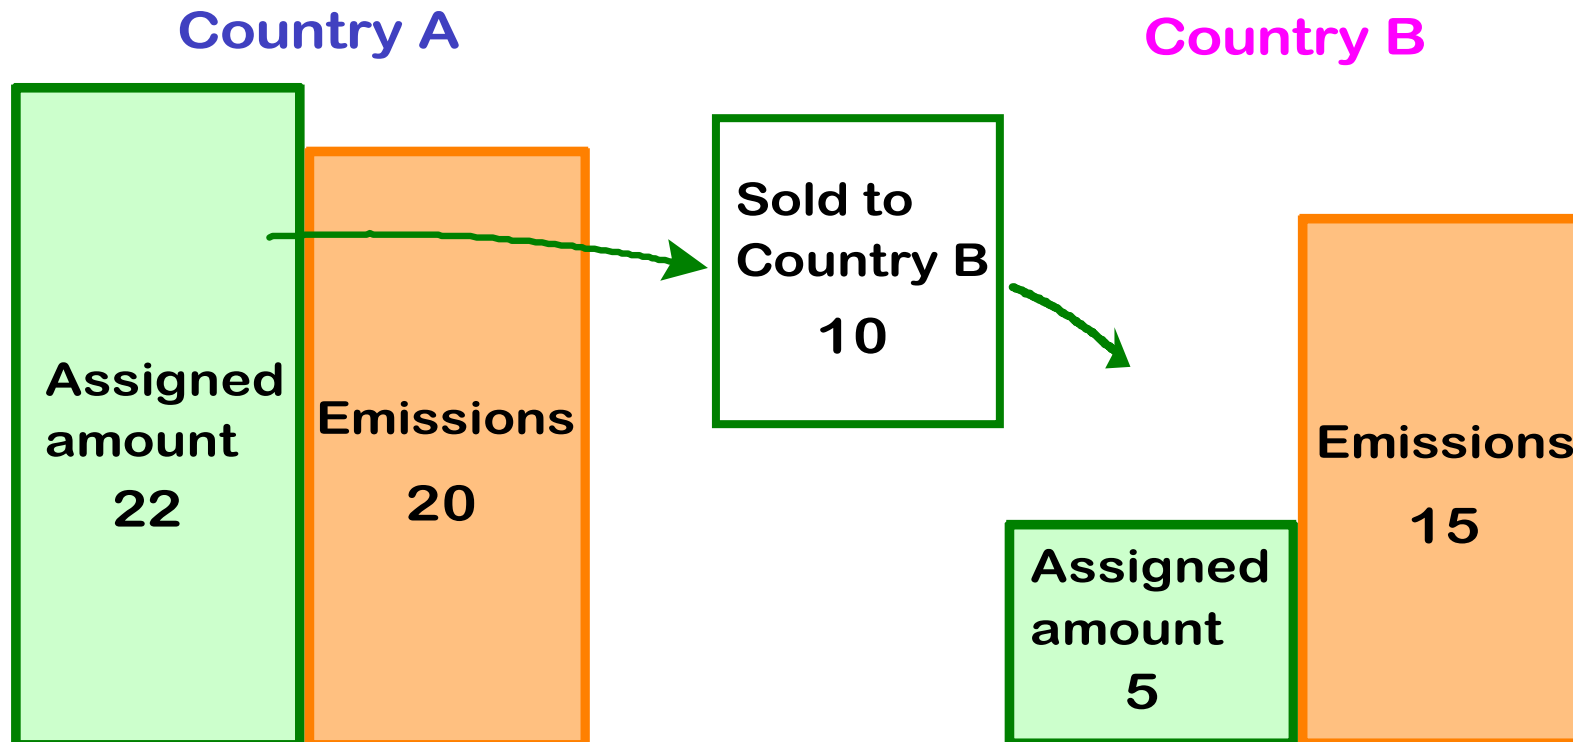 Country A
Country B
Assigned
amount
22
Emissions
20
Sold to
Country B
10
Assigned
amount
5
Emissions
15